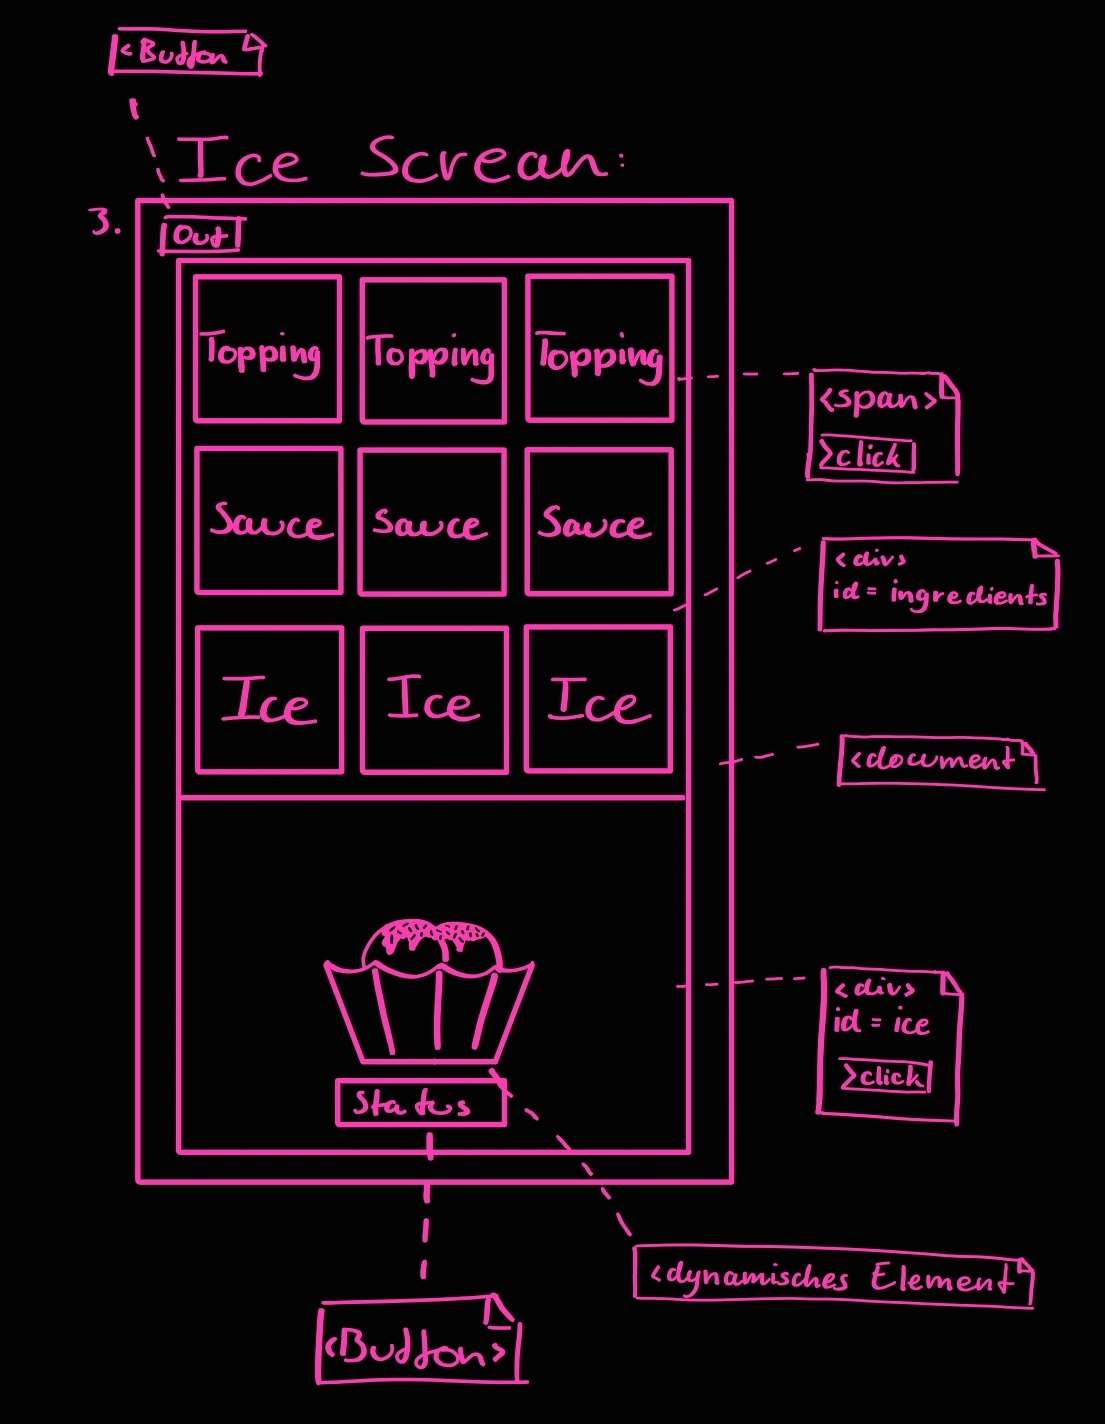 <Button
Ice Screan:
3.
Out
Topping Topping Topping
<span>
>click
Sauce Sauce Sauce
<div>
id = ingredients
Ice Ice Ice
<document
<div>
id = ice
>click
Status
<dynamisches Element
<Button>